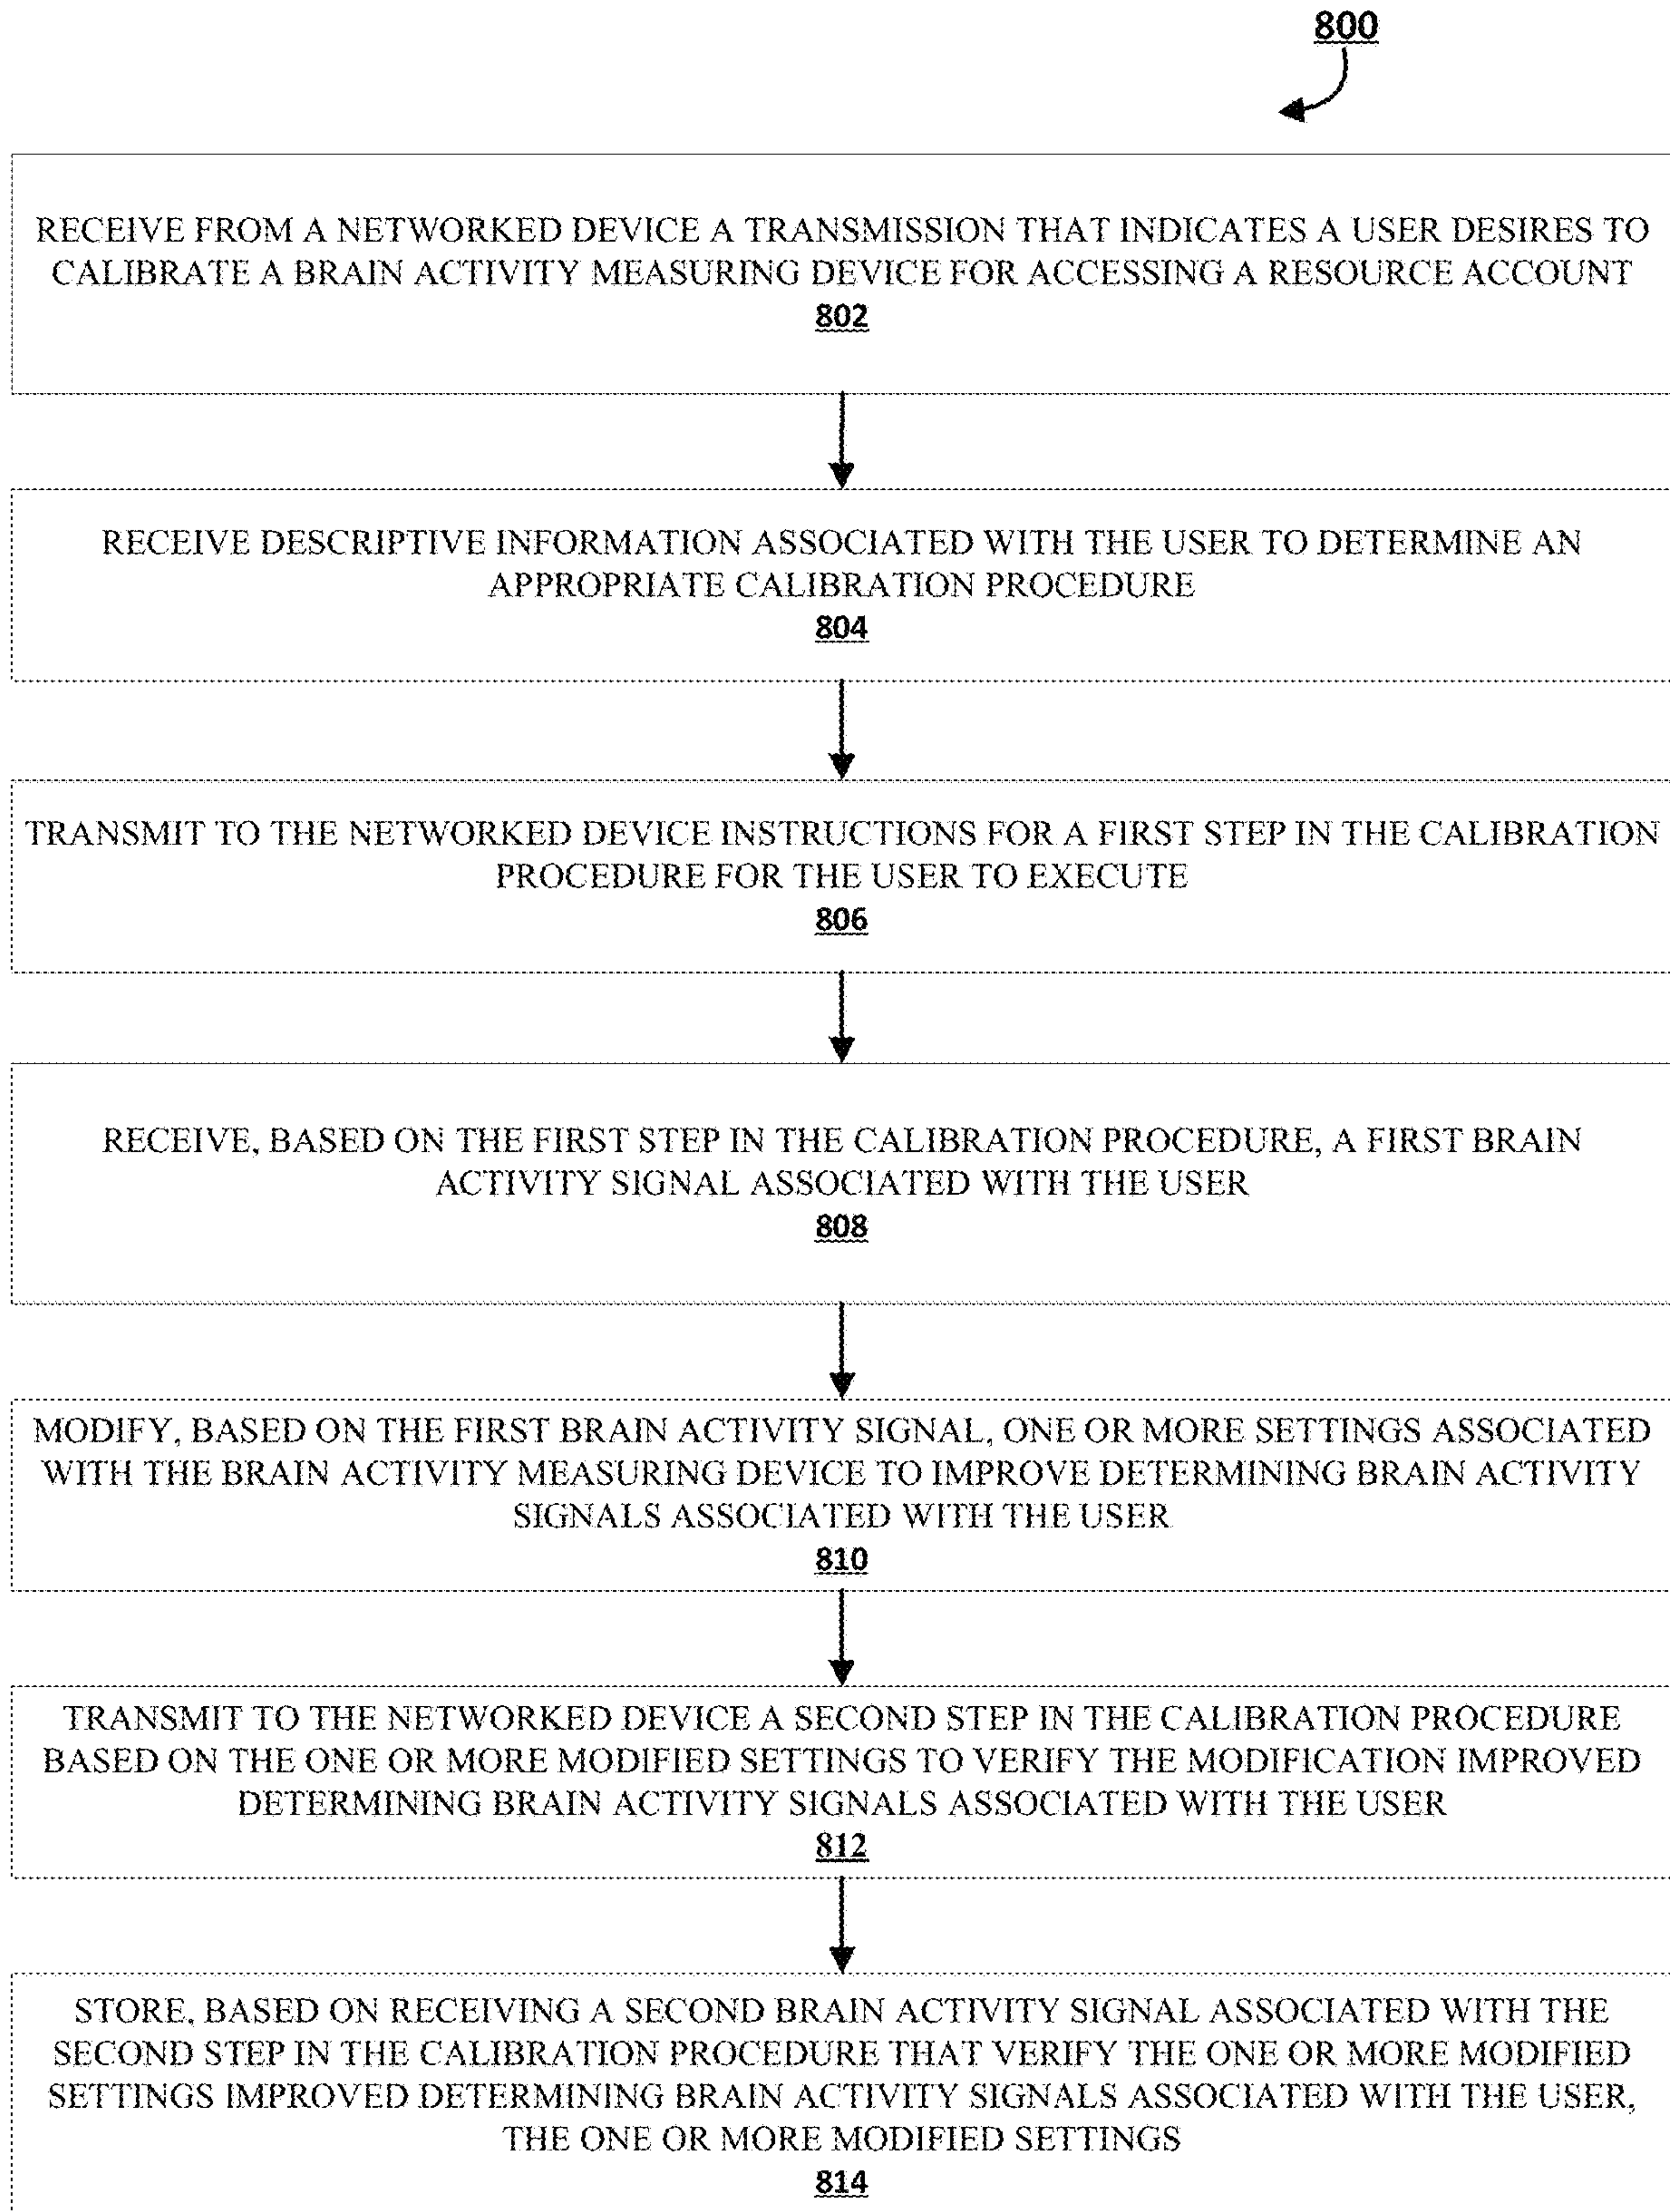 800
RECEIVE FROM A NETWORKED DEVICE A TRANSMISSION THAT INDICATES A USER DESIRES TO
CALIBRATE A BRAIN ACTIVITY MEASURING DEVICE FOR ACCESSING A RESOURCE ACCOUNT
802
RECEIVE DESCRIPTIVE INFORMATION ASSOCIATED WITH THE USER TO DETERMINE AN
APPROPRIATE CALIBRATION PROCEDURE
804
TRANSMIT TO THE NETWORKED DEVICE INSTRUCTIONS FOR A FIRST STEP IN THE CALIBRATION
PROCEDURE FOR THE USER TO EXECUTE
806
RECEIVE, BASED ON THE FIRST STEP IN THE CALIBRATION PROCEDURE, A FIRST BRAIN
ACTIVITY SIGNAL ASSOCIATED WITH THE USER
808
MODIFY, BASED ON THE FIRST BRAIN ACTIVITY SIGNAL, ONE OR MORE SETTINGS ASSOCIATED
WITH THE BRAIN ACTIVITY MEASURING DEVICE TO IMPROVE DETERMINING BRAIN ACTIVITY
SIGNALS ASSOCIATED WITH THE USER
810
TRANSMIT TO THE NETWORKED DEVICE A SECOND STEP IN THE CALIBRATION PROCEDURE
BASED ON THE ONE OR MORE MODIFIED SETTINGS TO VERIFY THE MODIFICATION IMPROVED
DETERMINING BRAIN ACTIVITY SIGNALS ASSOCIATED WITH THE USER
812
STORE, BASED ON RECEIVING A SECOND BRAIN ACTIVITY SIGNAL ASSOCIATED WITH THE
SECOND STEP IN THE CALIBRATION PROCEDURE THAT VERIFY THE ONE OR MORE MODIFIED
SETTINGS IMPROVED DETERMINING BRAIN ACTIVITY SIGNALS ASSOCIATED WITH THE USER,
THE ONE OR MORE MODIFIED SETTINGS
814